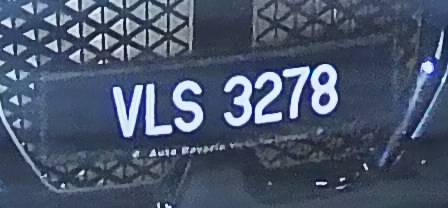 VLS 3278
Auto Bavaria